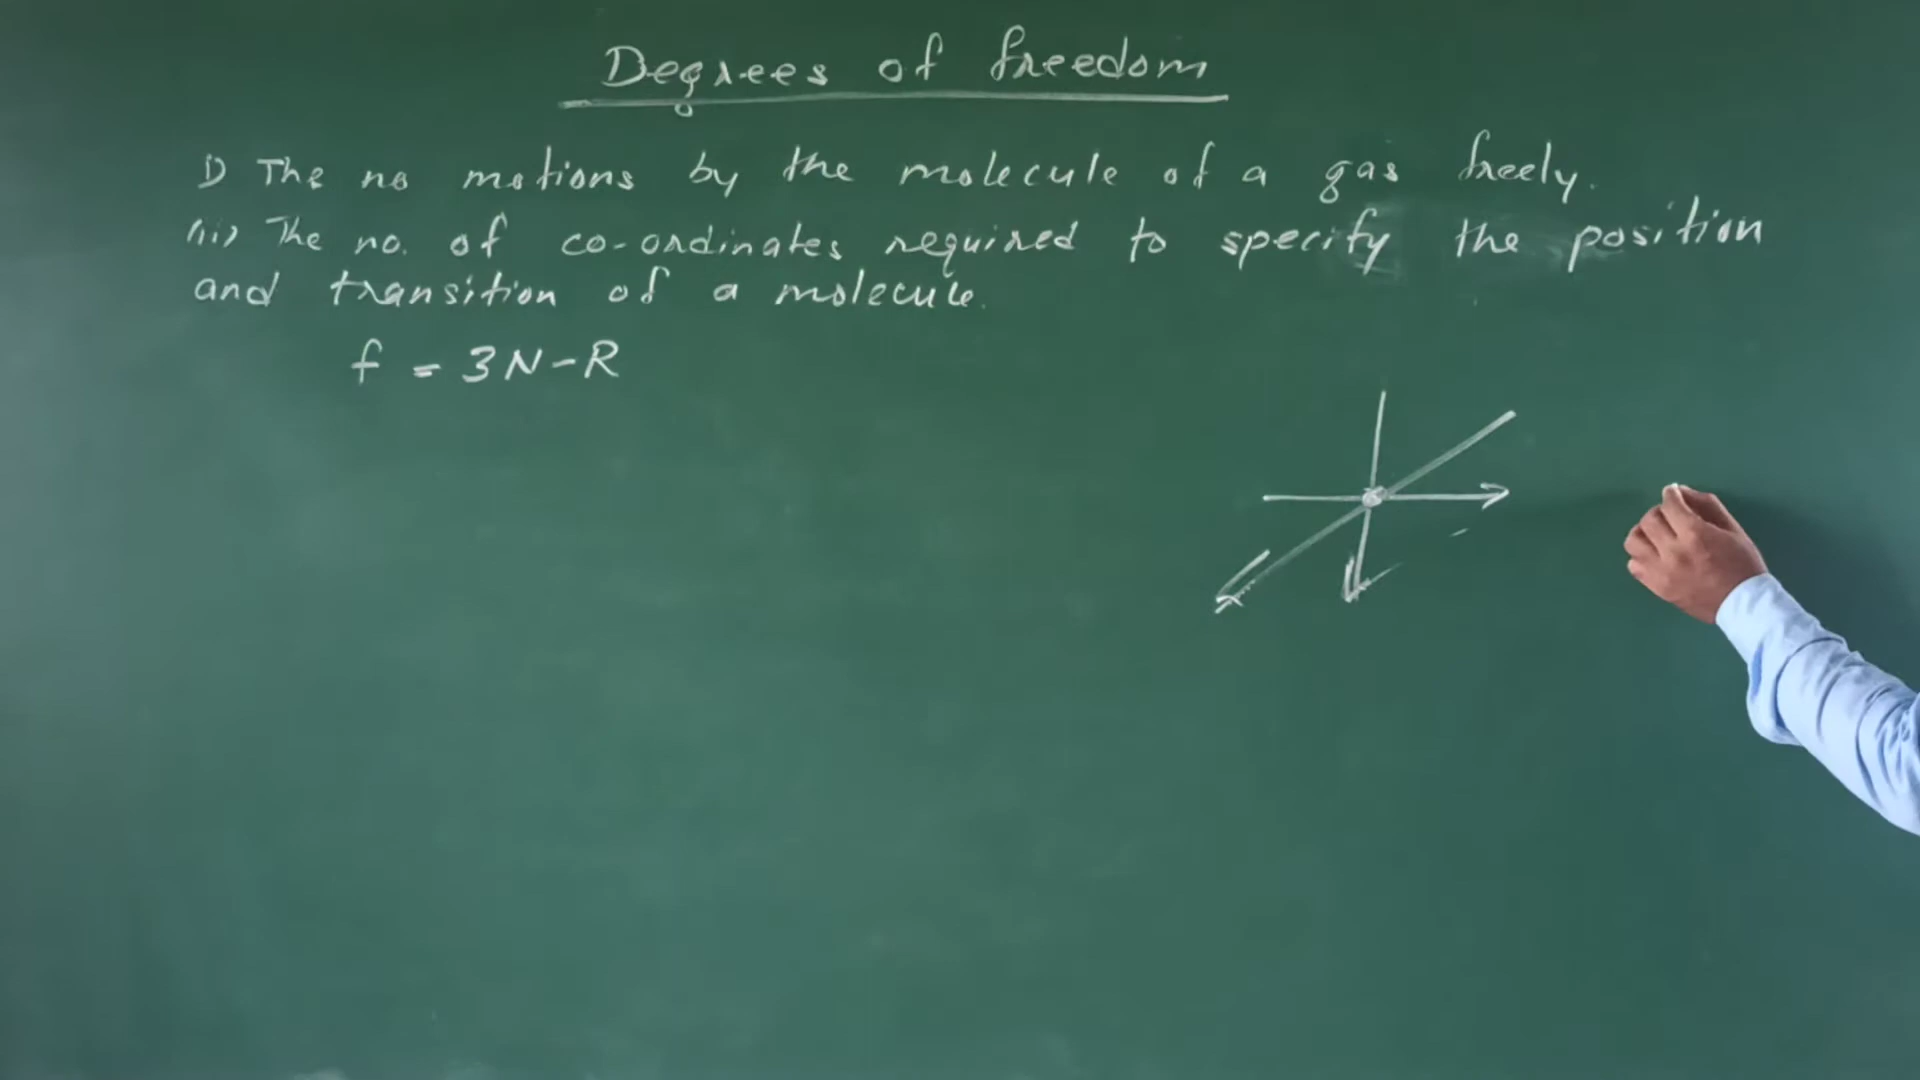 Degrees of freedom
1) The no motions by the molecule of a gas freely.
(ii) The no. of co-ordinates required to specify the position
and transition of a molecule.
f = 3N-R